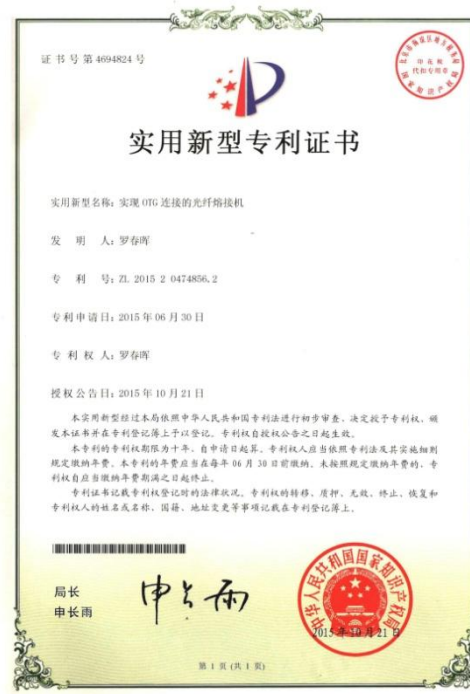 证书号第4694824号
实用新型专利证书
实用新型名称：实现OTG连接的光纤熔接机
发明人：罗春晖
专利号：ZL 2015 2 0474856.2
专利申请日：2015年06月30日
专利权人：罗春晖
授权公告日：2015年10月21日
本实用新型经过本局依照中华人民共和国专利法进行初步审查，决定授予专利权，颁
发本证书并在专利登记簿上予以登记。专利权自授权公告之日起生效。
本专利的专利权期限为十年，自申请日起算。专利权人应当依照专利法及其实施细则
规定缴纳年费。本专利的年费应当在每年06月30日前缴纳。未按照规定缴纳年费的，专
利权自应当缴纳年费期满之日起终止。
专利证书记载专利权登记时的法律状况。专利权的转移、质押、无效、终止、恢复和
专利权人的姓名或名称、国籍、地址变更等事项记载在专利登记簿上。
局长
申长雨
申长雨
中华人民共和国国家知识产权局
2015年10月21日
第1页(共1页)